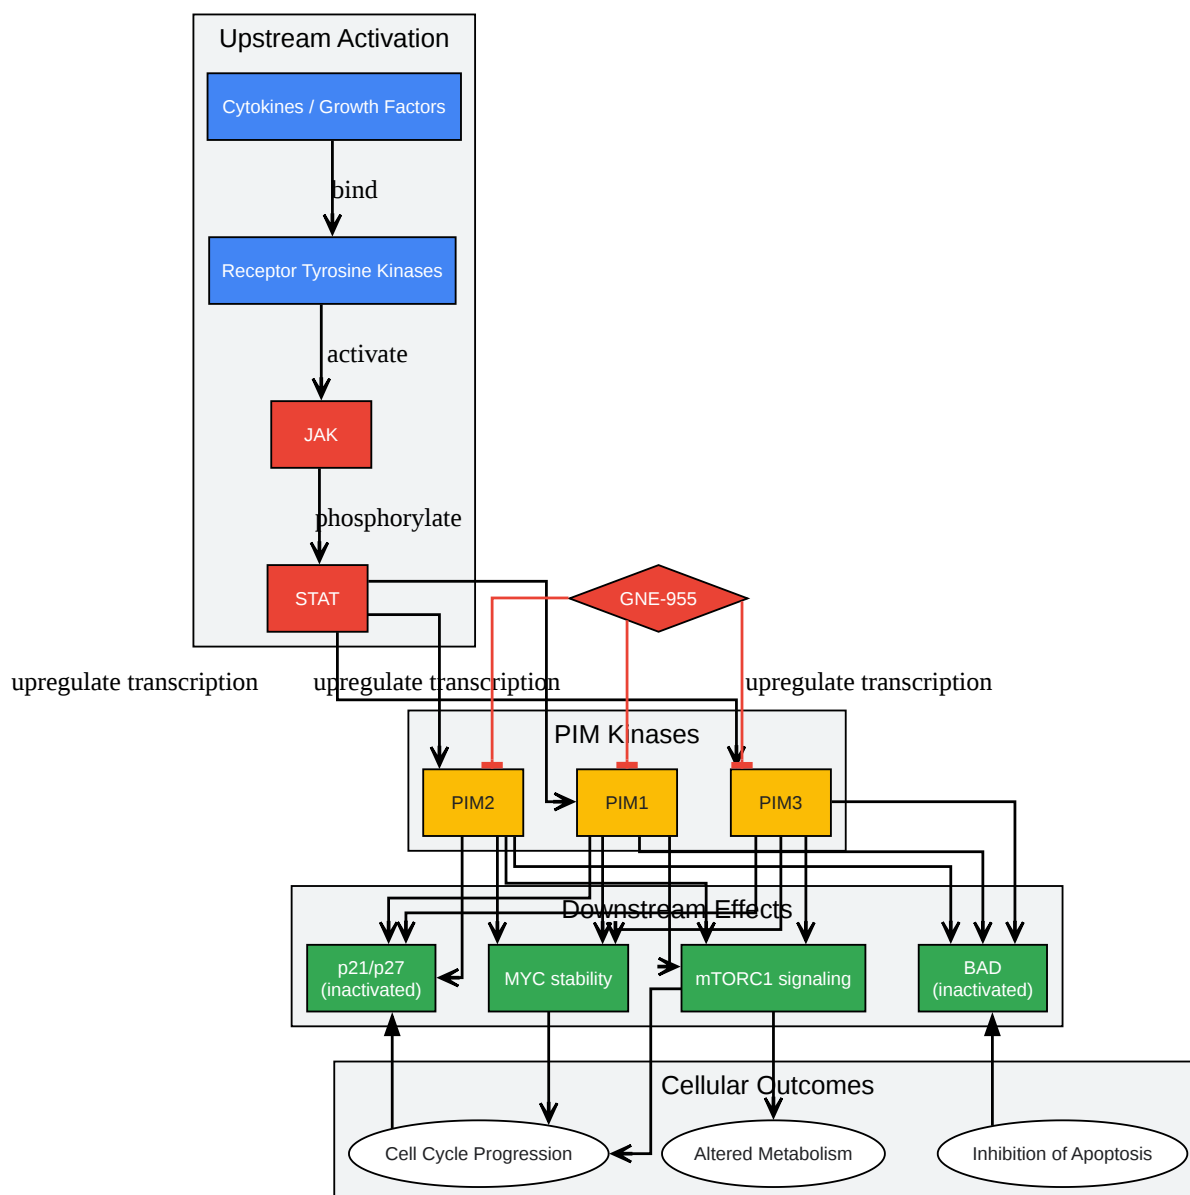 Upstream Activation
Cytokines / Growth Factors
bind
Receptor Tyrosine Kinases
activate
JAK
phosphorylate
STAT
GNE-955
upregulate transcription
upregulate transcription
upregulate transcription
PIM Kinases
PIM2
PIM1
PIM3
Downstream Effects
p21/p27
(inactivated)
MYC stability
mTORC1 signaling
BAD
(inactivated)
Cellular Outcomes
Cell Cycle Progression
Altered Metabolism
Inhibition of Apoptosis